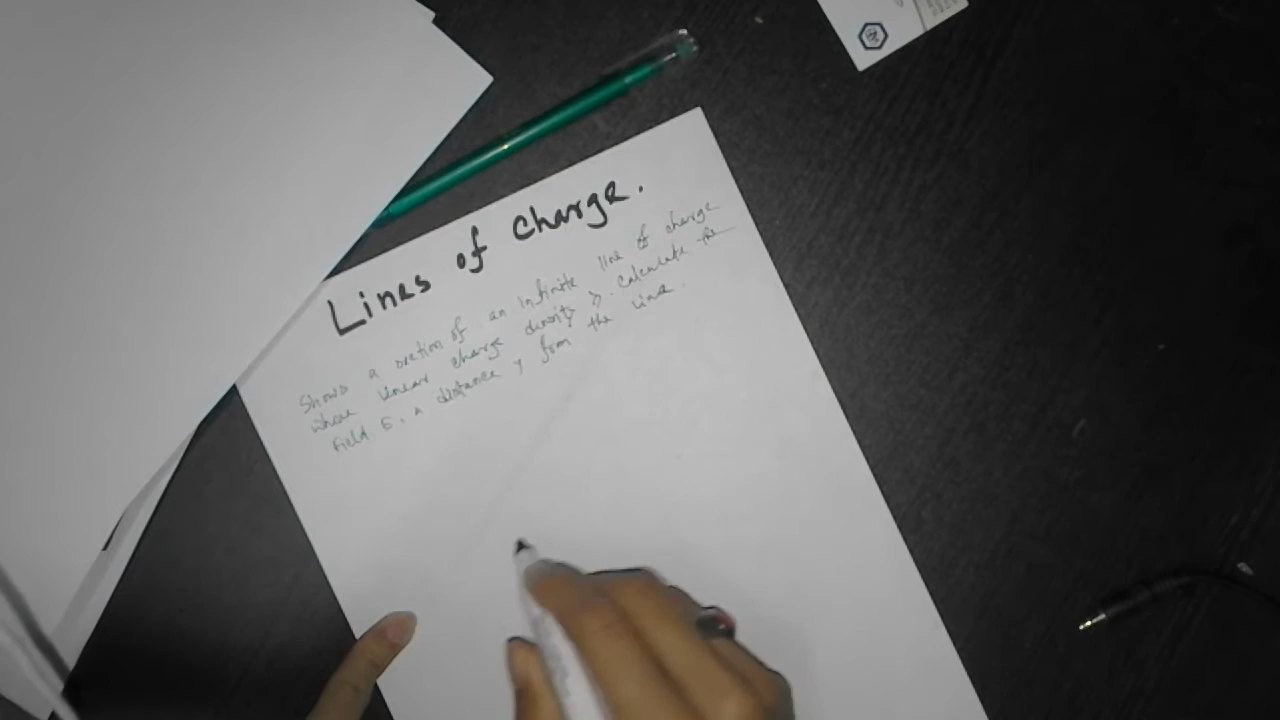 Lines of Charge.
Shows a oretion of an infinite line of charge
whose linear charge density λ. Calculate the
Field E. a distance y from the line.